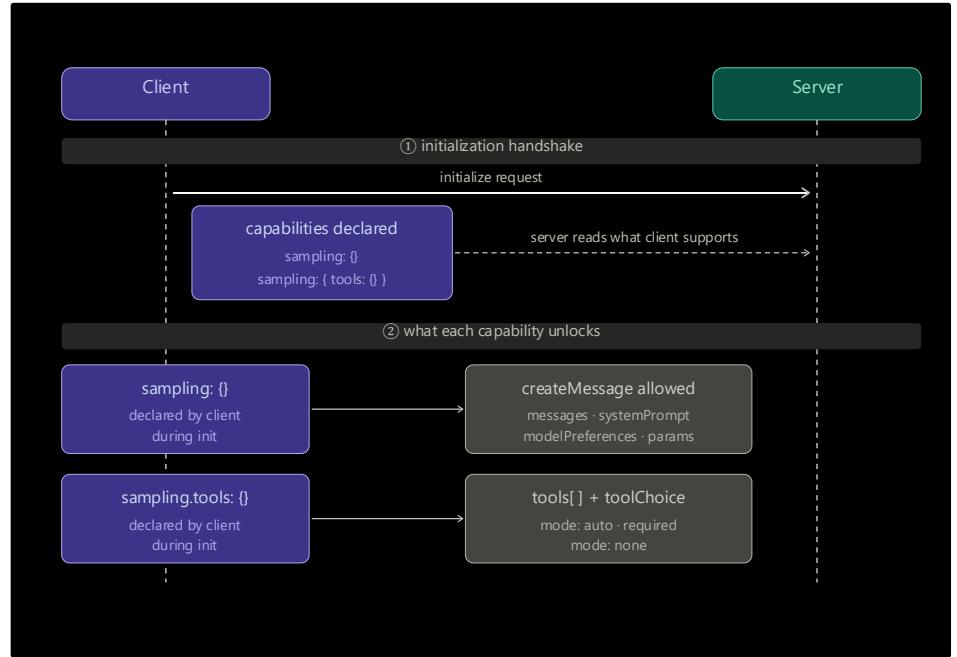 Client
Server
① initialization handshake
initialize request
capabilities declared
sampling: {}
sampling: { tools: {} }
server reads what client supports
② what each capability unlocks
sampling: {}
declared by client
during init
createMessage allowed
messages · systemPrompt
modelPreferences · params
sampling.tools: {}
declared by client
during init
tools[ ] + toolChoice
mode: auto · required
mode: none